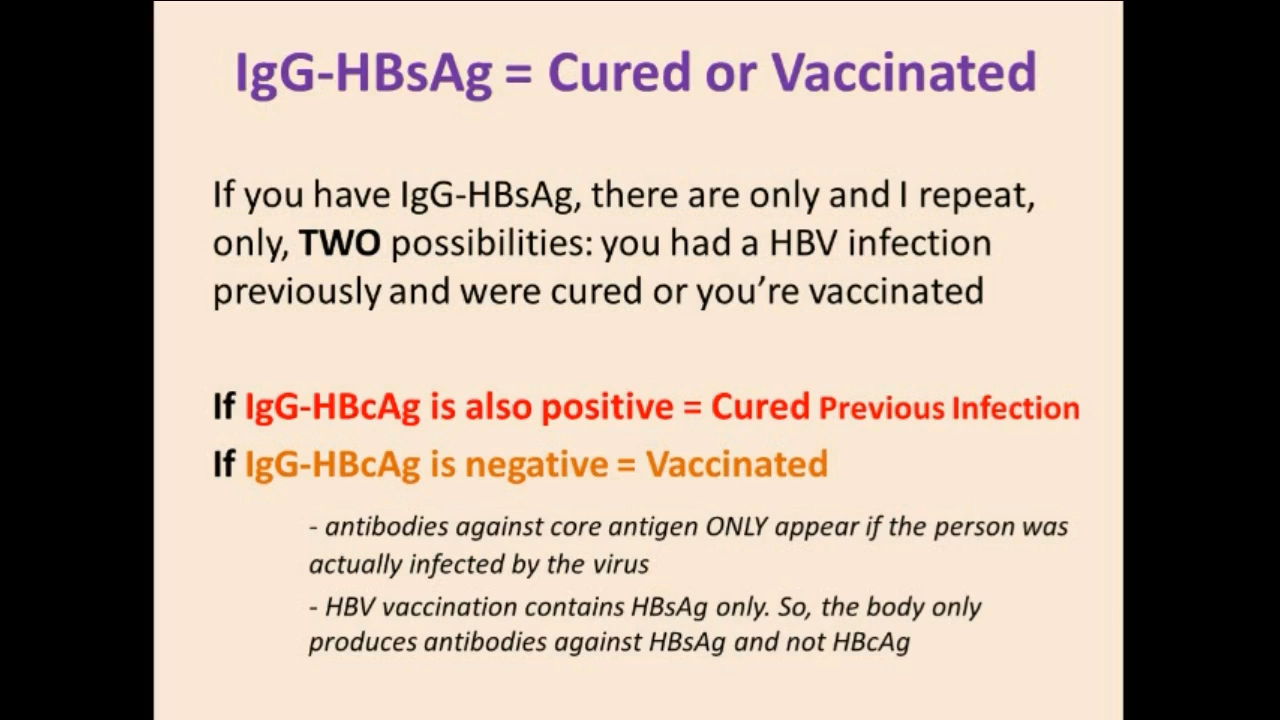 IgG-HBsAg = Cured or Vaccinated
If you have IgG-HBsAg, there are only and I repeat,
only, TWO possibilities: you had a HBV infection
previously and were cured or you’re vaccinated
If IgG-HBcAg is also positive = Cured Previous Infection
If IgG-HBcAg is negative = Vaccinated
- antibodies against core antigen ONLY appear if the person was
actually infected by the virus
- HBV vaccination contains HBsAg only. So, the body only
produces antibodies against HBsAg and not HBcAg